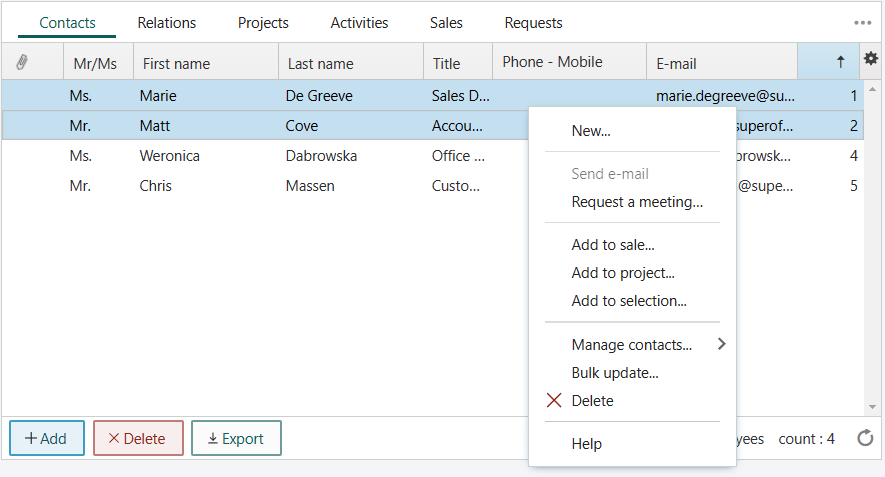 Contacts Relations Projects Activities Sales Requests
Mr/Ms First name Last name Title Phone - Mobile E-mail
Ms. Marie De Greeve Sales D... marie.degreeve@su... 1
Mr. Matt Cove Accou... superof... 2
Ms. Weronica Dabrowska Office ... browsk... 4
Mr. Chris Massen Custo... @supe... 5
New...
Send e-mail
Request a meeting...
Add to sale...
Add to project...
Add to selection...
Manage contacts...
Bulk update...
Delete
Help
Add Delete Export yees count : 4